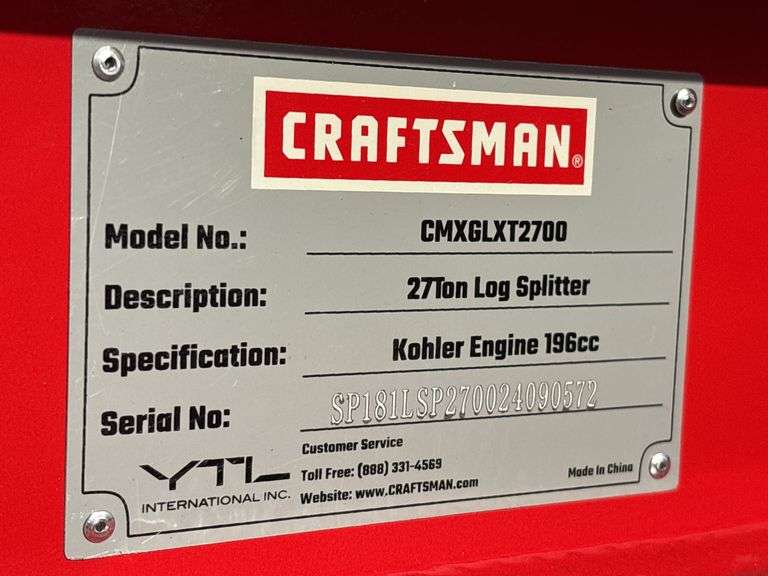 CRAFTSMAN®
Model No.: CMXGLXT2700
Description: 27Ton Log Splitter
Specification: Kohler Engine 196cc
Serial No: SP181LSP270024090572
Customer Service
YTL Toll Free: (888) 331-4569
INTERNATIONAL INC. Website: www.CRAFTSMAN.com
Made In China